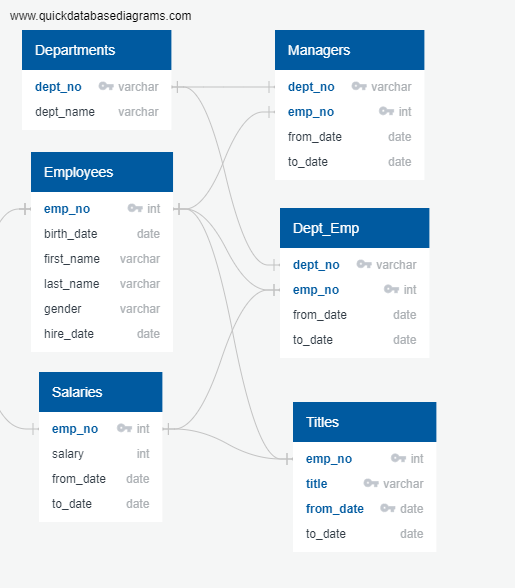 www.quickdatabasediagrams.com
Departments
dept_no varchar
dept_name varchar
Managers
dept_no varchar
emp_no int
from_date date
to_date date
Employees
emp_no int
birth_date date
first_name varchar
last_name varchar
gender varchar
hire_date date
Dept_Emp
dept_no varchar
emp_no int
from_date date
to_date date
Salaries
emp_no int
salary int
from_date date
to_date date
Titles
emp_no int
title varchar
from_date date
to_date date